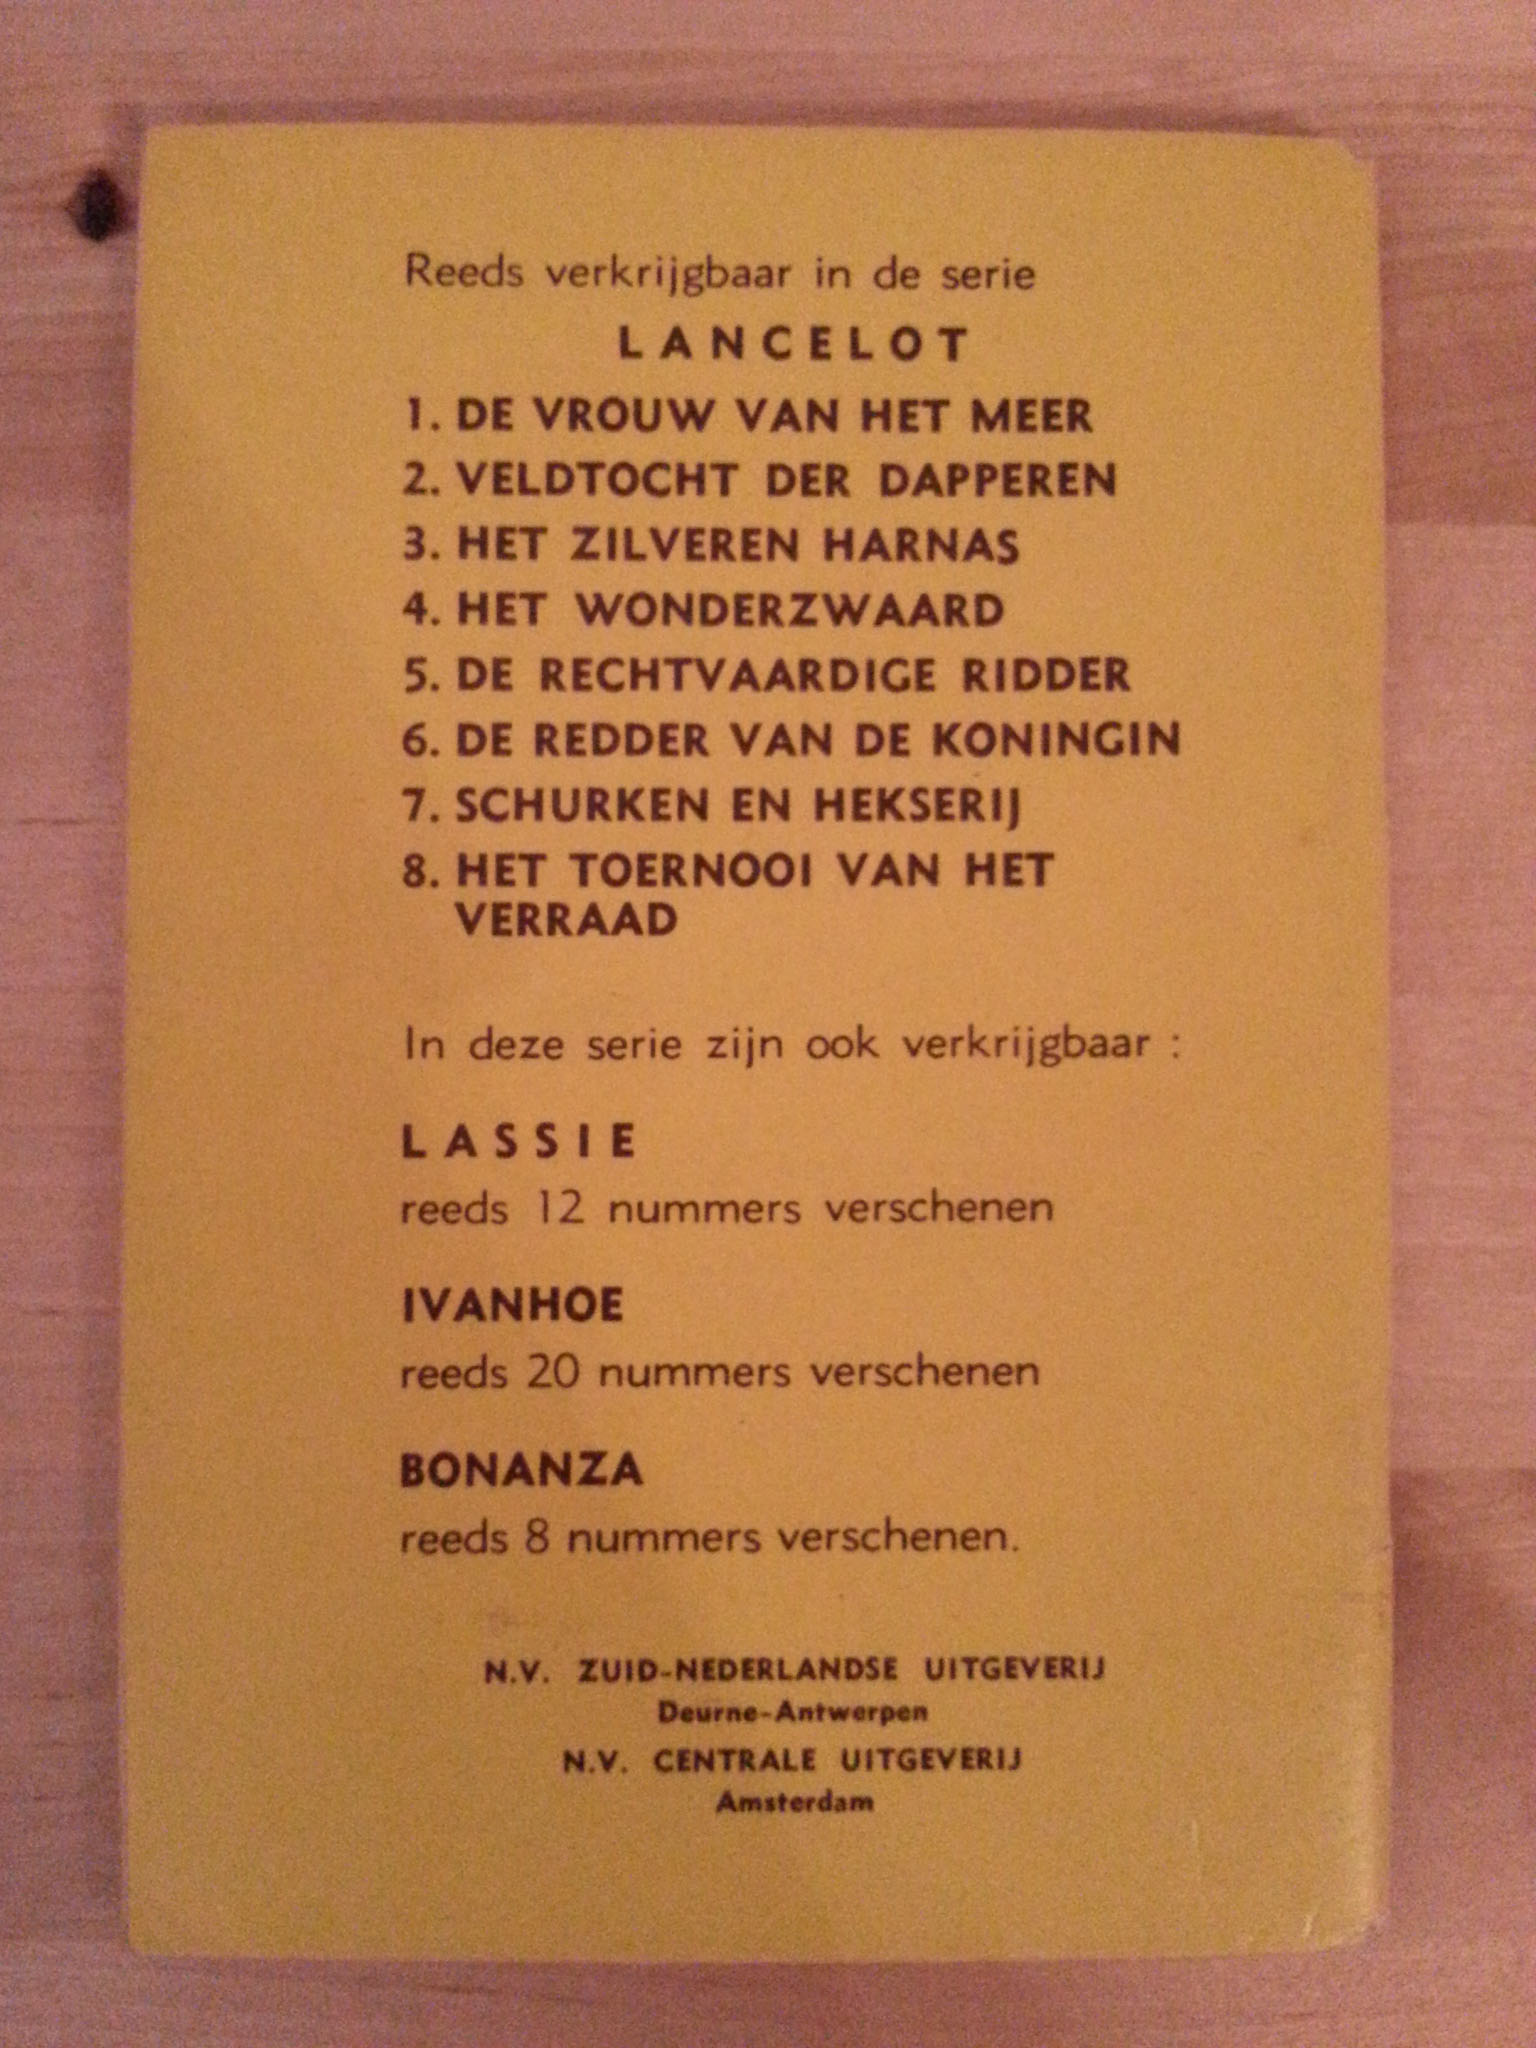 Reeds verkrijgbaar in de serie
LANCELOT
1. DE VROUW VAN HET MEER
2. VELDTOCHT DER DAPPEREN
3. HET ZILVEREN HARNAS
4. HET WONDERZWAARD
5. DE RECHTVAARDIGE RIDDER
6. DE REDDER VAN DE KONINGIN
7. SCHURKEN EN HEKSERIJ
8. HET TOERNOOI VAN HET
VERRAAD
In deze serie zijn ook verkrijgbaar :
LASSIE
reeds 12 nummers verschenen
IVANHOE
reeds 20 nummers verschenen
BONANZA
reeds 8 nummers verschenen.
N.V. ZUID-NEDERLANDSE UITGEVERIJ
Deurne-Antwerpen
N.V. CENTRALE UITGEVERIJ
Amsterdam